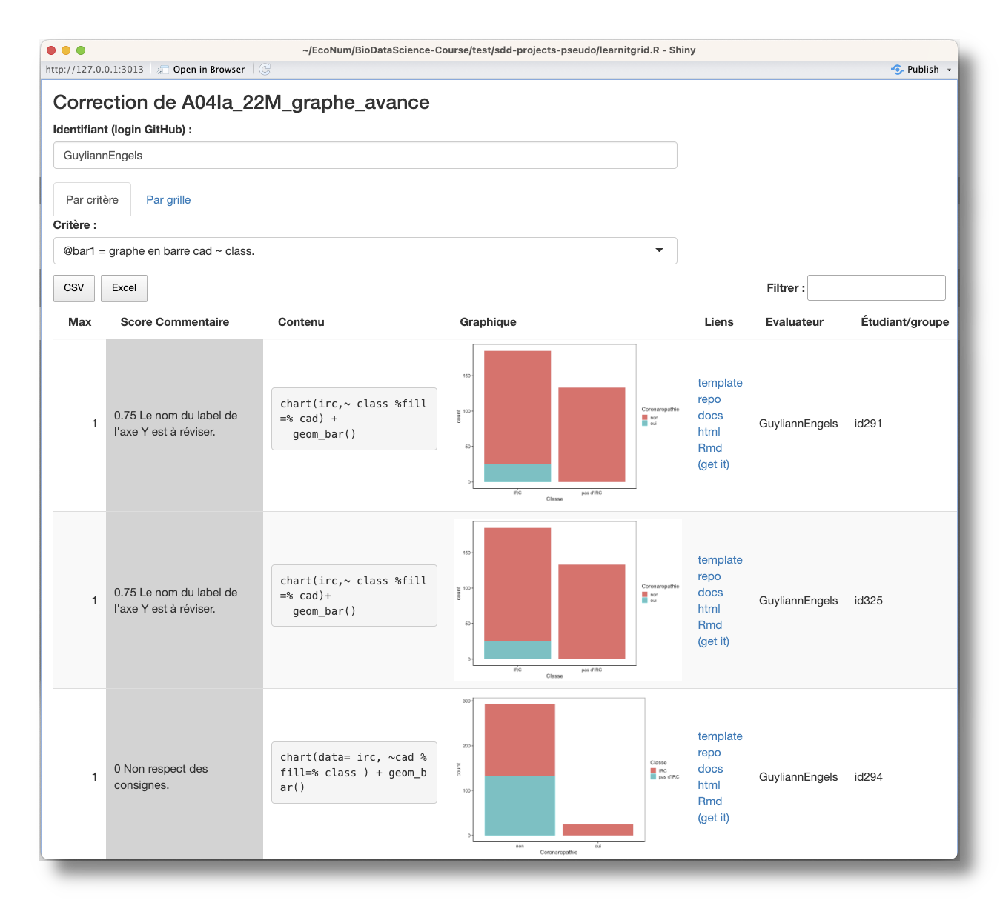 ~/EcoNum/BioDataScience-Course/test/sdd-projects-pseudo/learnitgrid.R - Shiny
http://127.0.0.1:3013 Open in Browser Publish
Correction de A04Ia_22M_graphe_avance
Identifiant (login GitHub) :
GuyliannEngels
Par critère Par grille
Critère :
@bar1 = graphe en barre cad ~ class.
CSV Excel Filtrer :
Max Score Commentaire Contenu Graphique Liens Evaluateur Étudiant/groupe
1
0.75 Le nom du label de
l'axe Y est à réviser.
chart(irc,~ class %fill
=% cad) +
geom_bar()
150
100
50
0
count
IRC pas d'IRC
Classe
Coronaropathie
non
oui
template
repo
docs
html
Rmd
(get it)
GuyliannEngels
id291
1
0.75 Le nom du label de
l'axe Y est à réviser.
chart(irc,~ class %fill
=% cad)+
geom_bar()
150
100
50
0
count
IRC pas d'IRC
Classe
Coronaropathie
non
oui
template
repo
docs
html
Rmd
(get it)
GuyliannEngels
id325
1
0 Non respect des
consignes.
chart(data= irc, ~cad %
fill=% class ) + geom_b
ar()
300
200
100
0
count
non oui
Coronaropathie
Classe
IRC
pas d'IRC
template
repo
docs
html
Rmd
(get it)
GuyliannEngels
id294